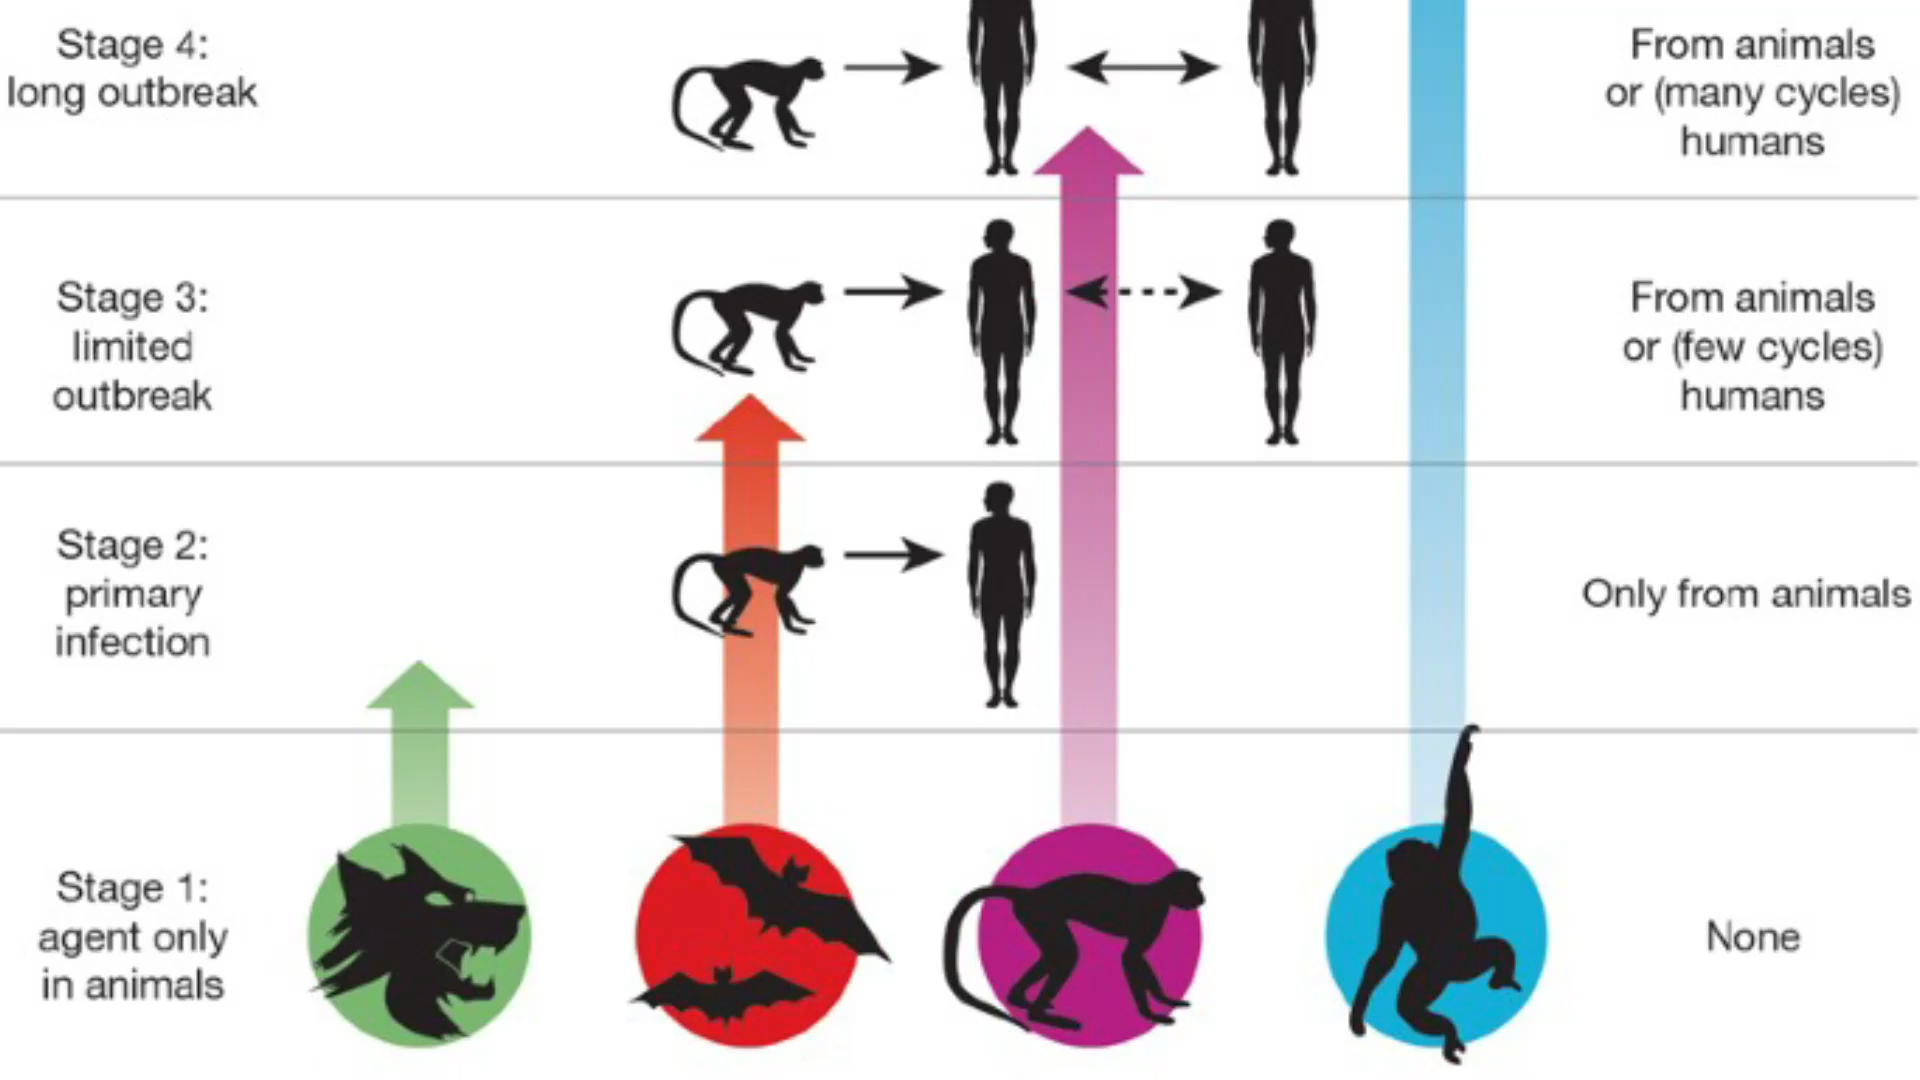 Stage 4:
long outbreak
From animals
or (many cycles)
humans
Stage 3:
limited
outbreak
From animals
or (few cycles)
humans
Stage 2:
primary
infection
Only from animals
Stage 1:
agent only
in animals
None